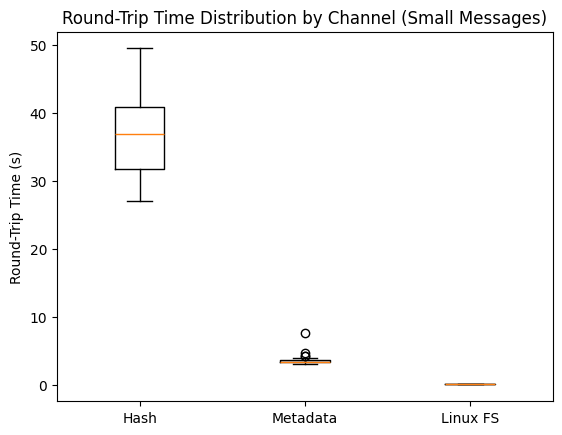 Round-Trip Time Distribution by Channel (Small Messages)
Round-Trip Time (s)
50
40
30
20
10
0
Hash
Metadata
Linux FS